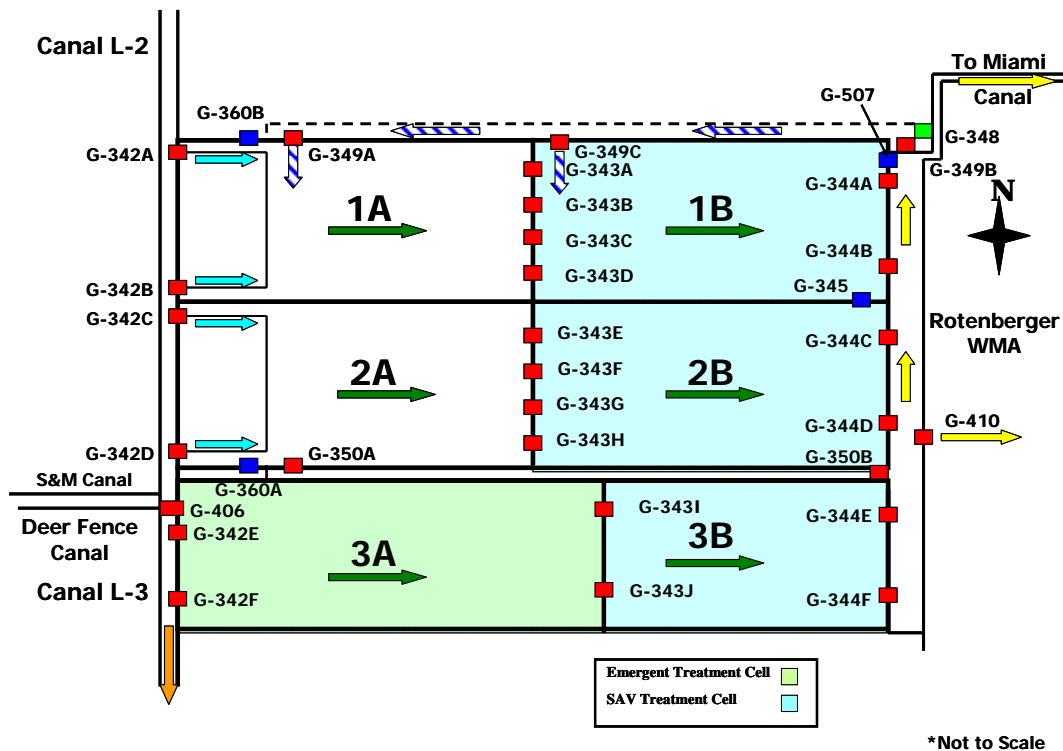 Canal L-2
To Miami
Canal
G-507
G-360B
G-348
G-342A
G-349A
G-349C
G-349B
G-343A
G-344A
N
1A
G-343B
1B
G-343C
G-344B
G-343D
G-342B
G-345
G-342C
Rotenberger
WMA
G-343E
G-344C
2A
G-343F
2B
G-343G
G-410
G-344D
G-343H
G-342D
G-350A
G-350B
S&M Canal
G-360A
G-406
G-343I
G-344E
Deer Fence
Canal
G-342E
3A
3B
Canal L-3
G-342F
G-343J
G-344F
Emergent Treatment Cell
SAV Treatment Cell
*Not to Scale